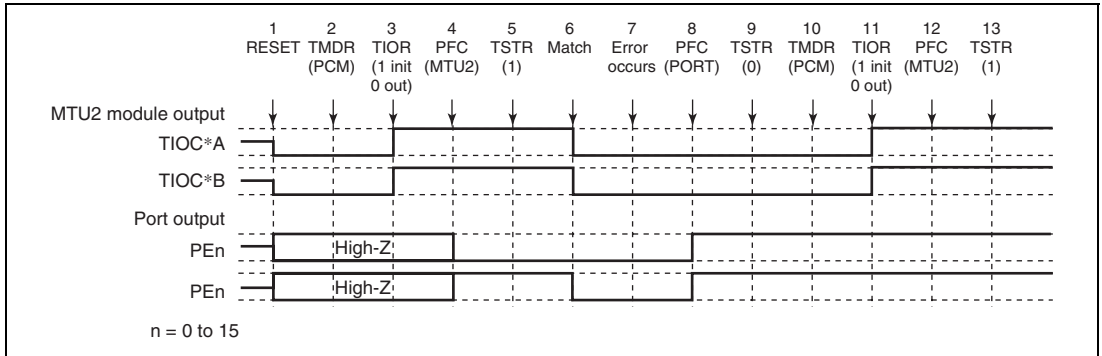 1 2 3 4 5 6 7 8 9 10 11 12 13
RESET TMDR TIOR PFC TSTR Match Error PFC TSTR TMDR TIOR PFC TSTR
(PCM) (1 init (MTU2) (1) occurs (PORT) (0) (PCM) (1 init (MTU2) (1)
0 out) 0 out)
MTU2 module output
TIOC*A
TIOC*B
Port output
PEn High-Z
PEn High-Z
n = 0 to 15